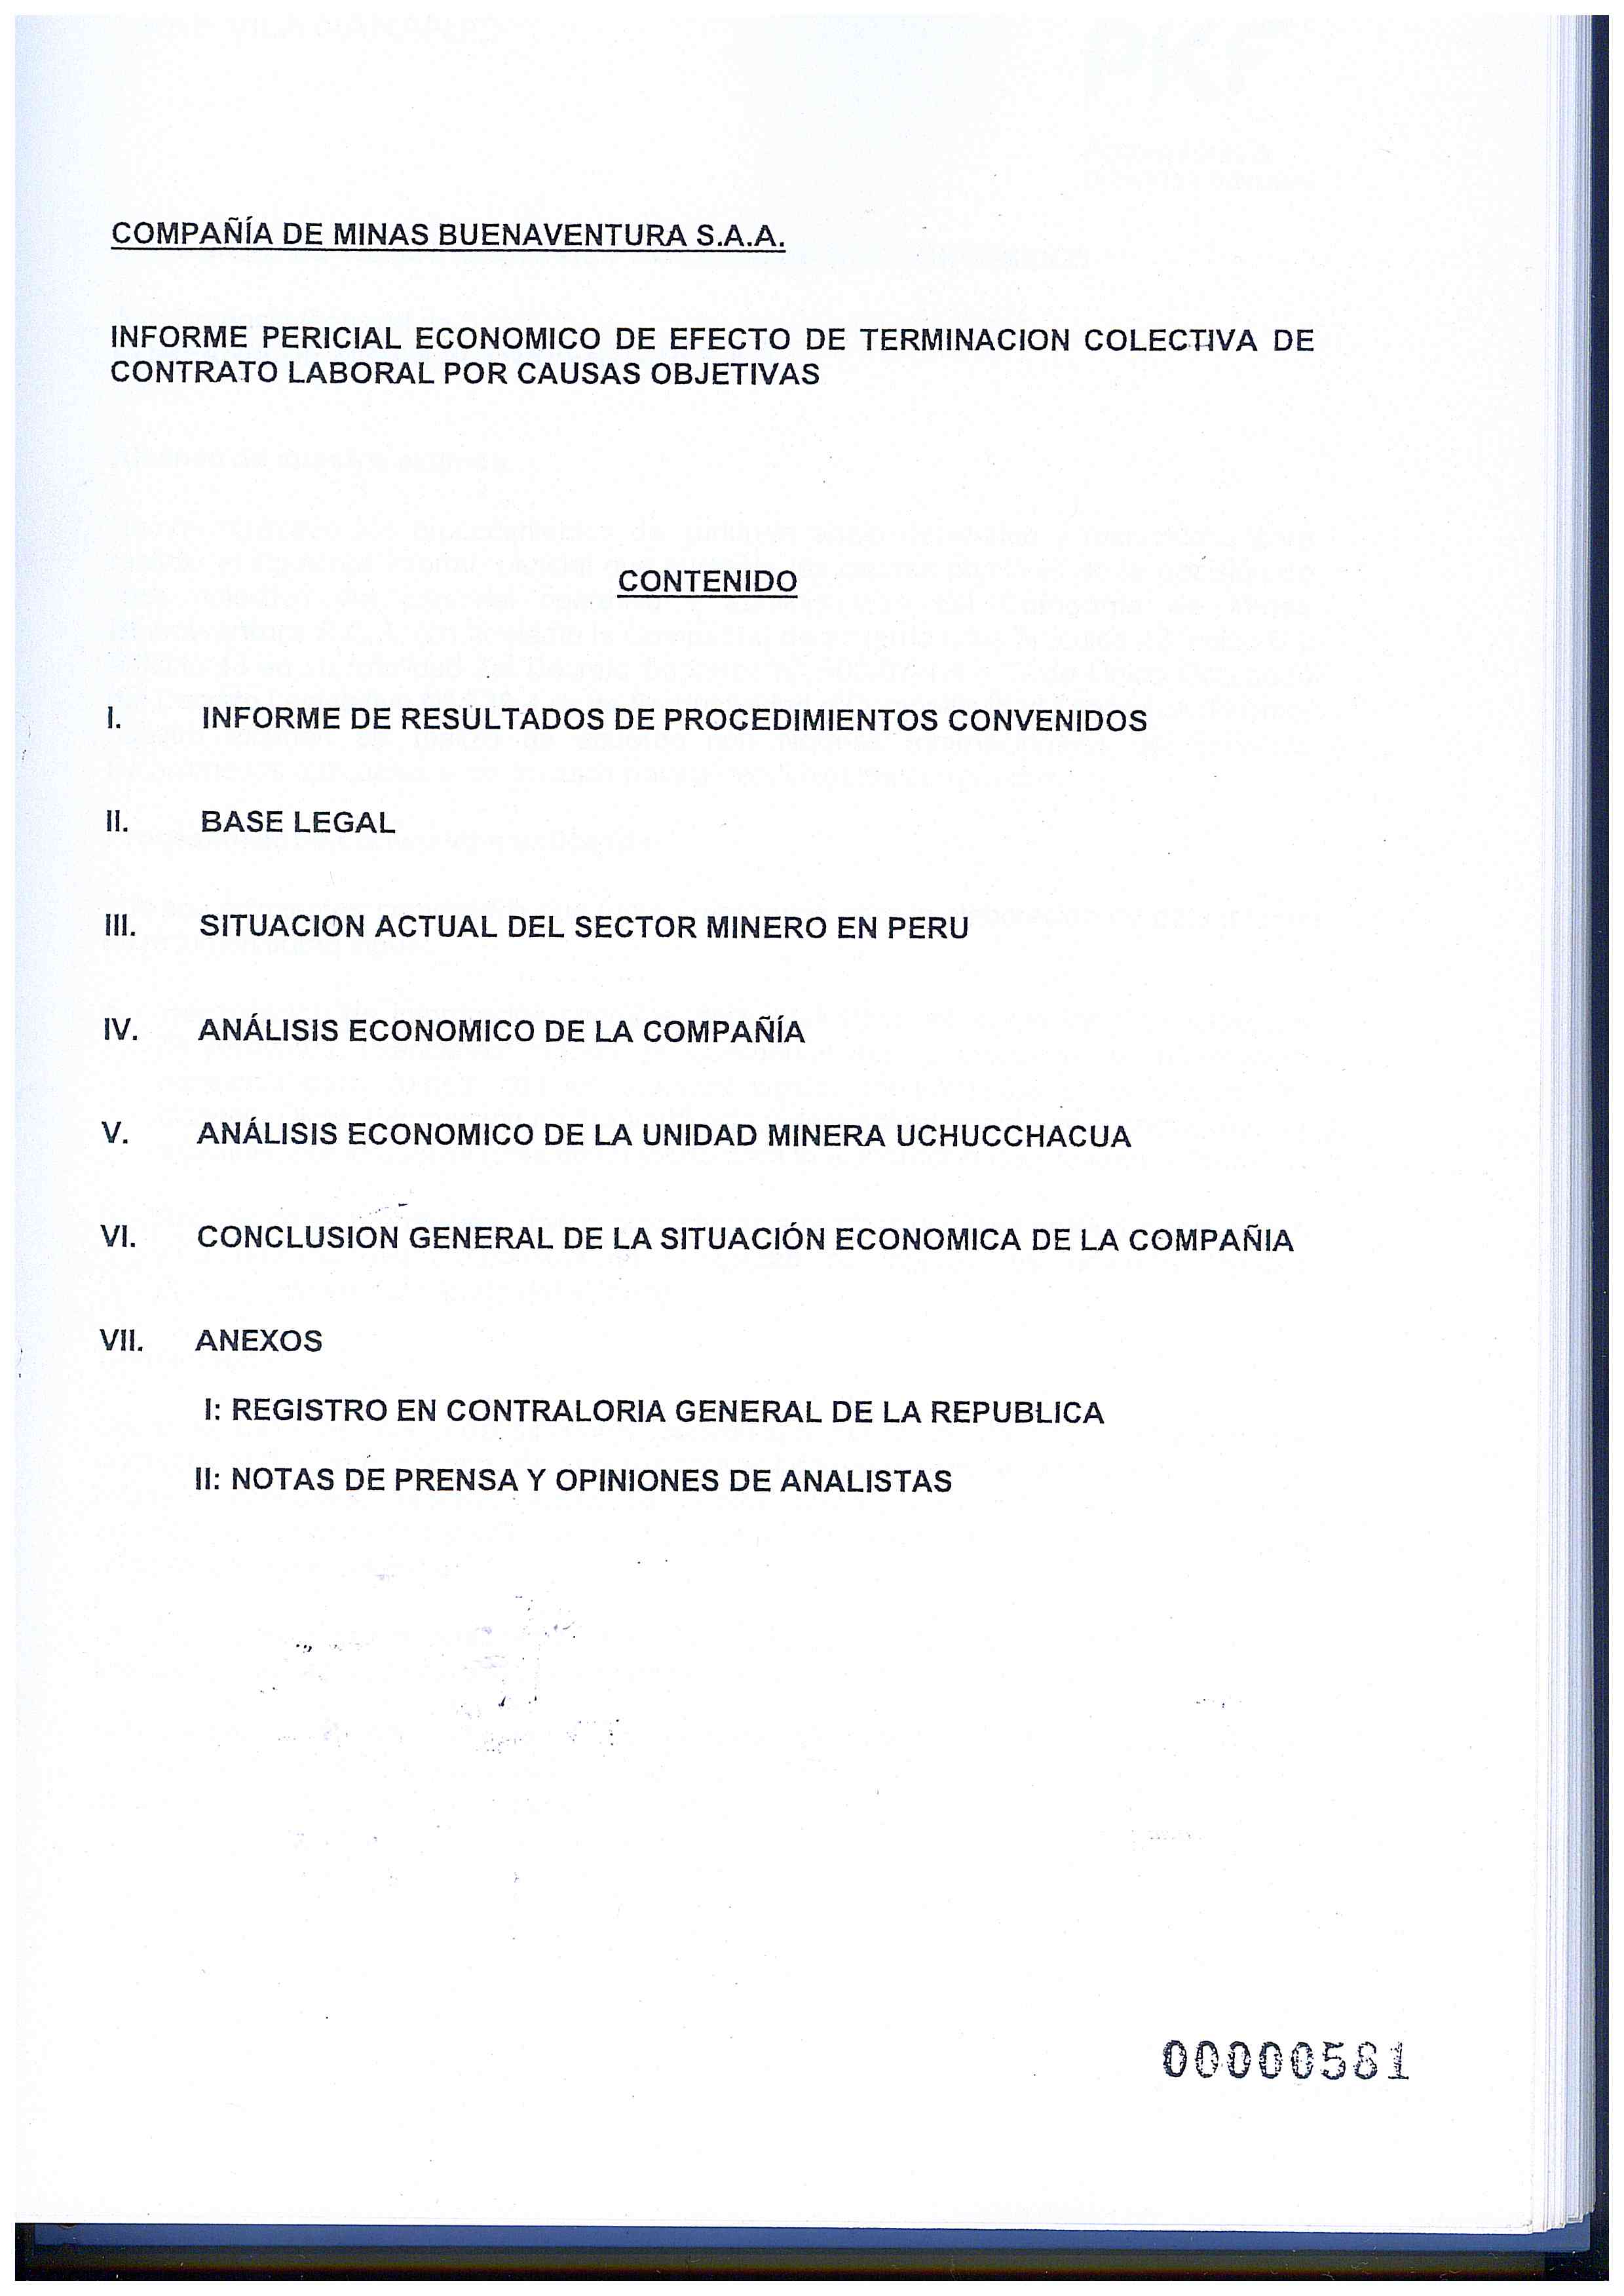 COMPAÑÍA DE MINAS BUENAVENTURA S.A.A.
INFORME PERICIAL ECONOMICO DE EFECTO DE TERMINACION COLECTIVA DE
CONTRATO LABORAL POR CAUSAS OBJETIVAS
CONTENIDO
I. INFORME DE RESULTADOS DE PROCEDIMIENTOS CONVENIDOS
II. BASE LEGAL
III. SITUACION ACTUAL DEL SECTOR MINERO EN PERU
IV. ANÁLISIS ECONOMICO DE LA COMPAÑÍA
V. ANÁLISIS ECONOMICO DE LA UNIDAD MINERA UCHUCCHACUA
VI. CONCLUSION GENERAL DE LA SITUACIÓN ECONOMICA DE LA COMPAÑIA
VII. ANEXOS
I: REGISTRO EN CONTRALORIA GENERAL DE LA REPUBLICA
II: NOTAS DE PRENSA Y OPINIONES DE ANALISTAS
00000581